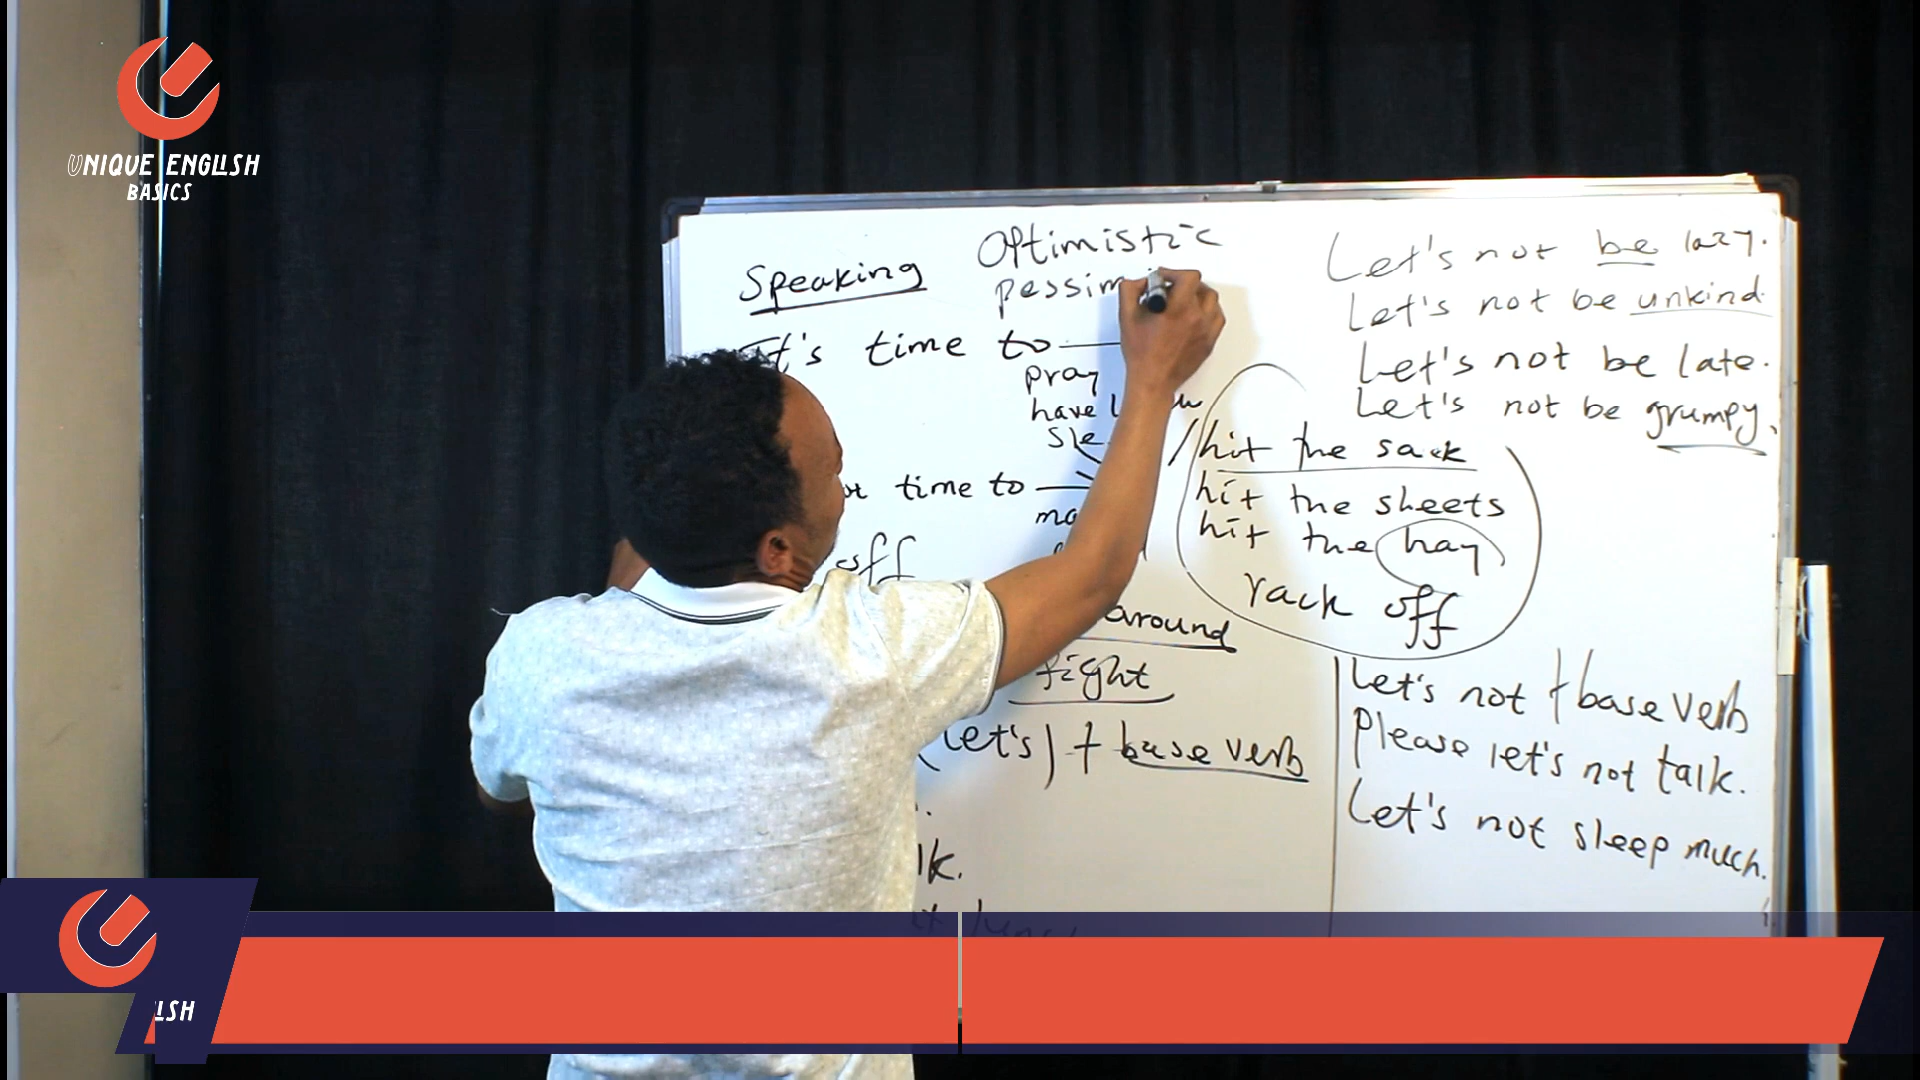 UNIQUE ENGLISH
BASICS
Speaking
Optimistic
pessim
It's time to
pray
have
sle
time to
off
around
fight
(let's) + base verb
lk.
Let's not be lazy.
Let's not be unkind.
Let's not be late.
Let's not be grumpy.
/hit the sack
hit the sheets
hit the hay
rack off
Let's not + base verb
Please let's not talk.
Let's not sleep much.
LISH